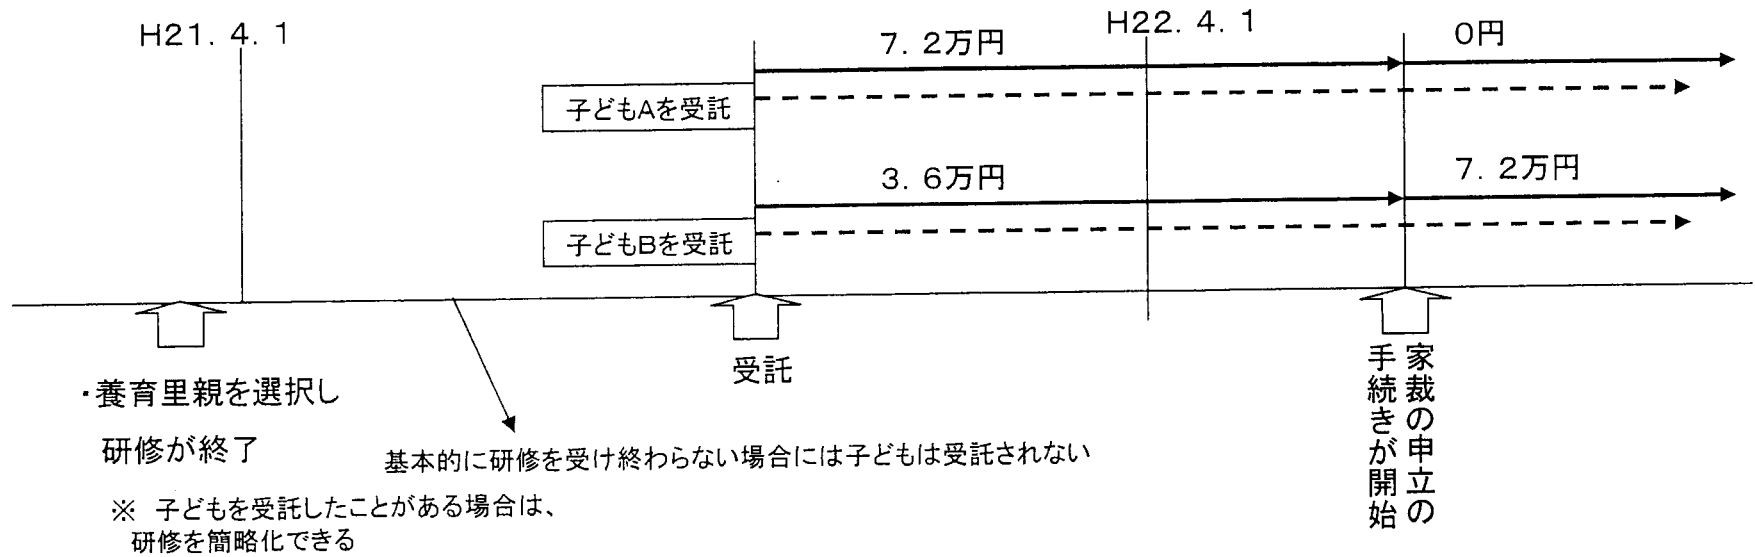 H21. 4. 1
H22. 4. 1
7. 2万円
0円
子どもAを受託
3. 6万円
7. 2万円
子どもBを受託
・養育里親を選択し
研修が終了
受託
家裁の申立の
手続きが開始
基本的に研修を受け終わらない場合には子どもは受託されない
※ 子どもを受託したことがある場合は、
研修を簡略化できる